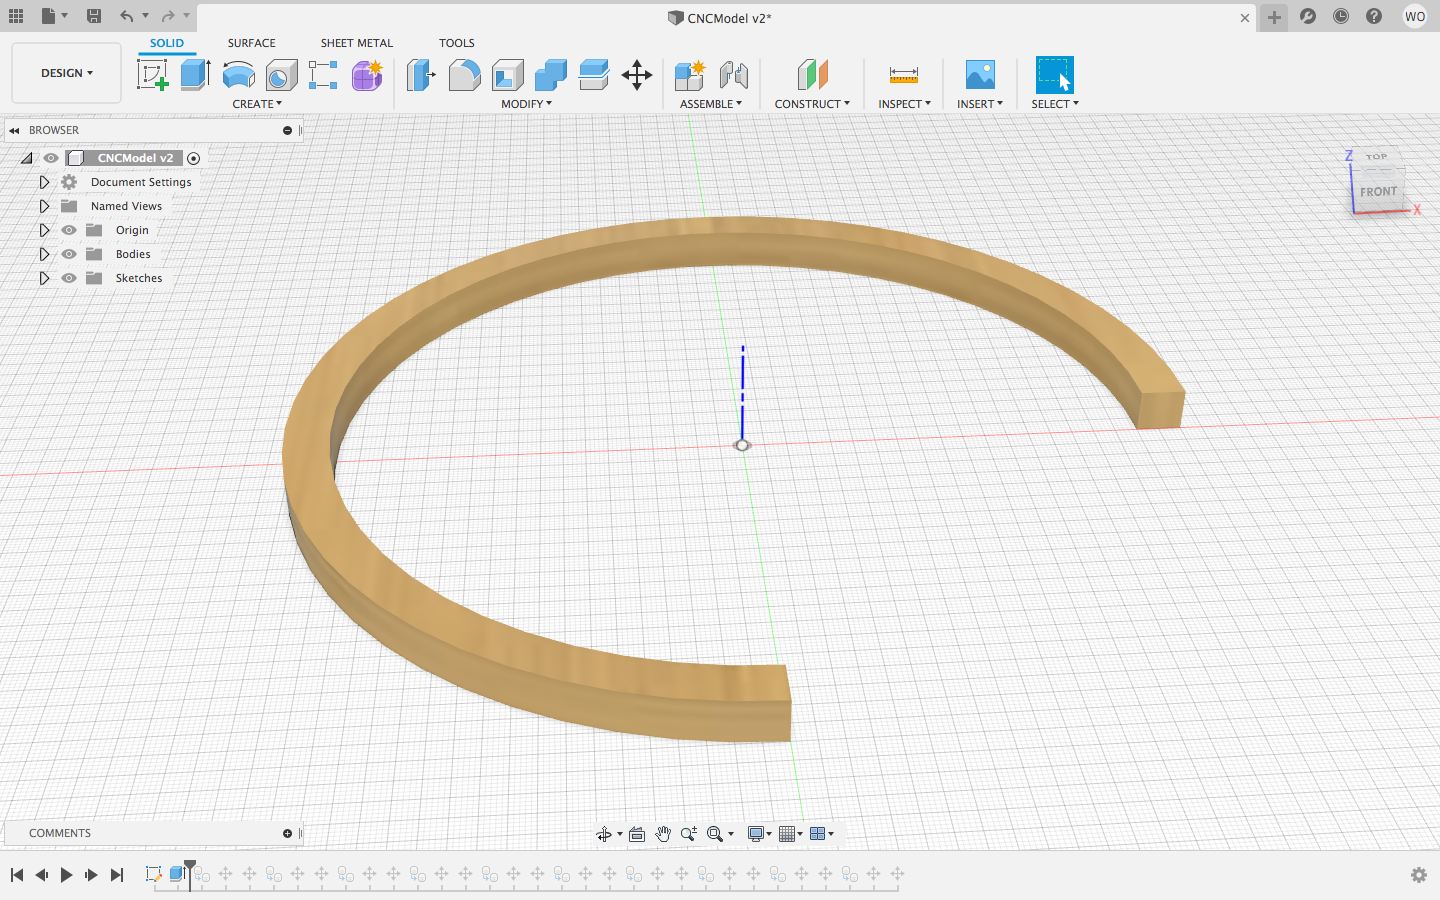 CNCModel v2*
WO
DESIGN
SOLID
SURFACE
SHEET METAL
TOOLS
CREATE
MODIFY
ASSEMBLE
CONSTRUCT
INSPECT
INSERT
SELECT
BROWSER
CNCModel v2
Document Settings
Named Views
Origin
Bodies
Sketches
Z
TOP
FRONT
X
COMMENTS